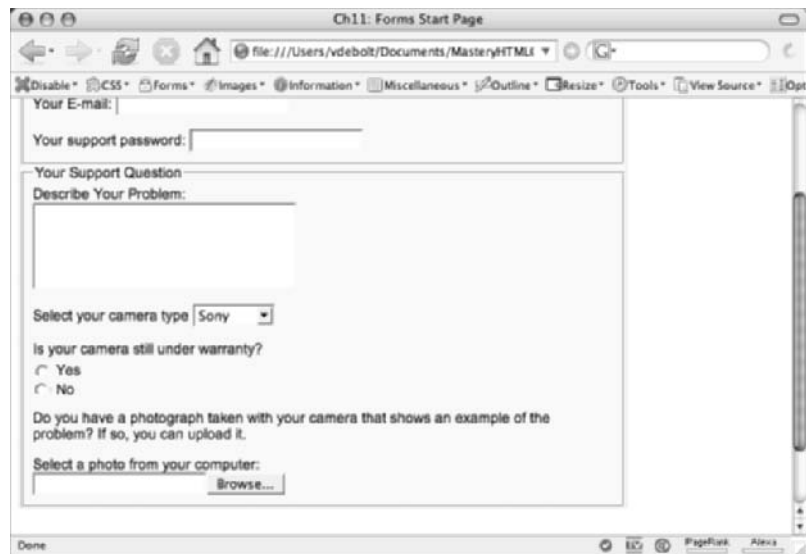 Ch11: Forms Start Page
file:///Users/vdebolt/Documents/MasteryHTML
G
Disable CSS Forms Images Information Miscellaneous Outline Resize Tools View Source Opt
Your E-mail:
Your support password:
Your Support Question
Describe Your Problem:
Select your camera type Sony
Is your camera still under warranty?
Yes
No
Do you have a photograph taken with your camera that shows an example of the
problem? If so, you can upload it.
Select a photo from your computer:
Browse...
Done PageRank Alexa